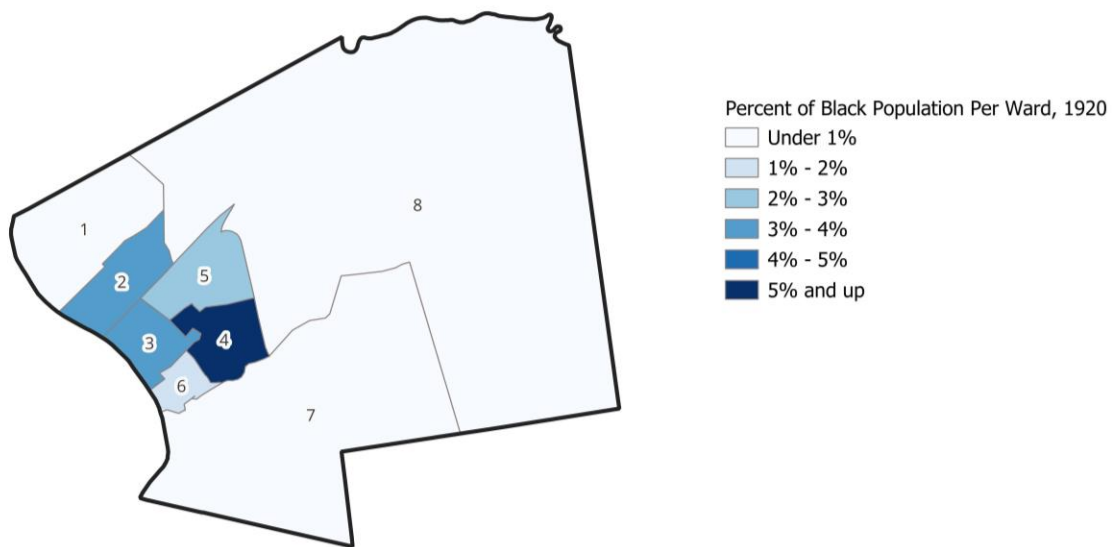 Percent of Black Population Per Ward, 1920
Under 1%
1% - 2%
2% - 3%
3% - 4%
4% - 5%
5% and up
1
8
5
2
3
4
6
7